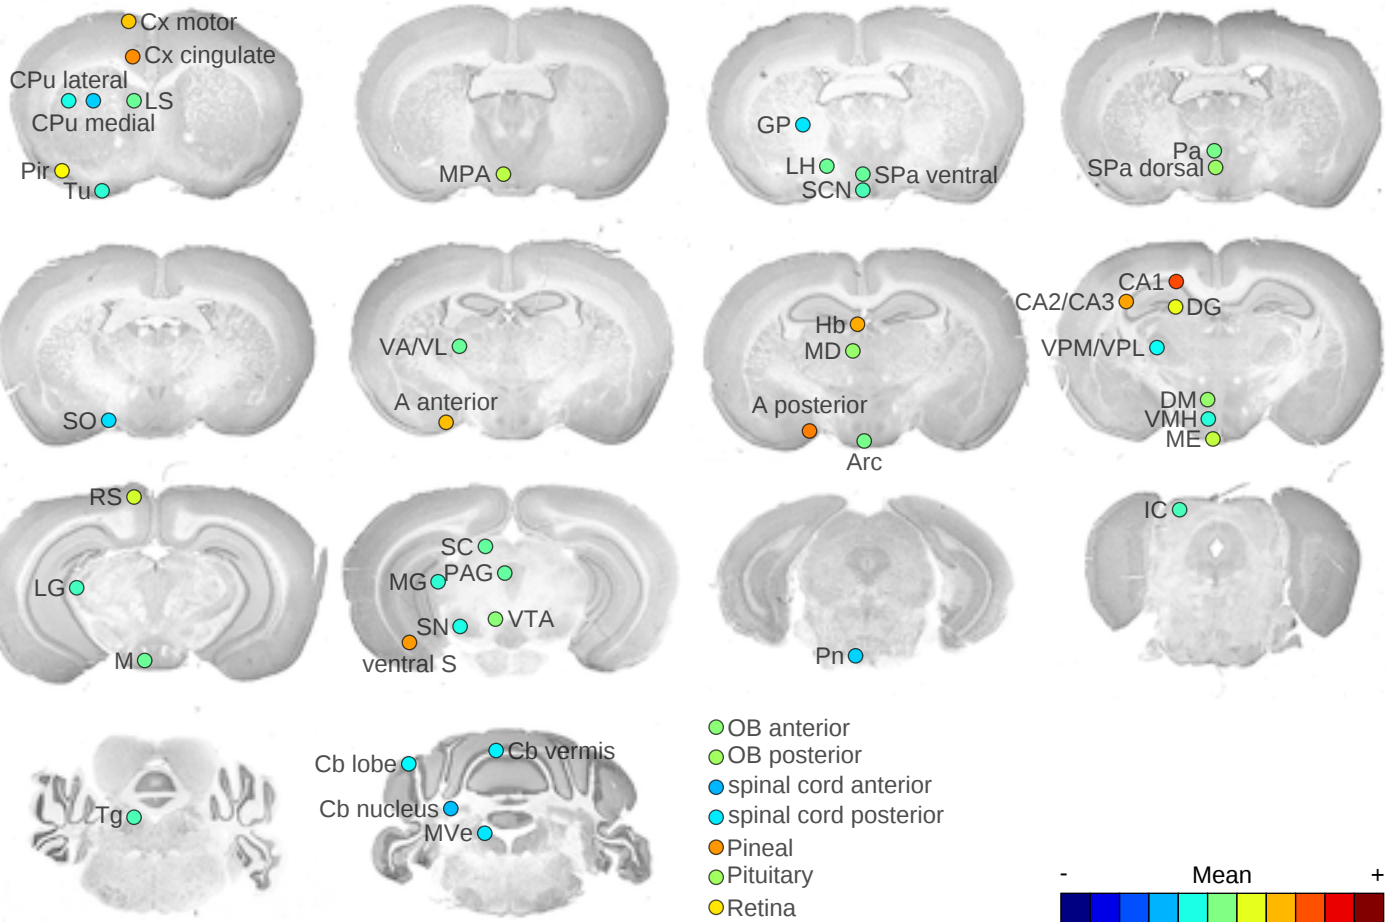 Cx motor
Cx cingulate
CPu lateral
LS
CPu medial
Pir
Tu
MPA
GP
LH
SPa ventral
SCN
Pa
SPa dorsal
SO
VA/VL
A anterior
Hb
MD
A posterior
Arc
CA1
CA2/CA3
DG
VPM/VPL
DM
VMH
ME
RS
LG
M
SC
MG
PAG
SN
VTA
ventral S
Pn
IC
Tg
Cb lobe
Cb vermis
Cb nucleus
MVe
OB anterior
OB posterior
spinal cord anterior
spinal cord posterior
Pineal
Pituitary
Retina
- Mean +